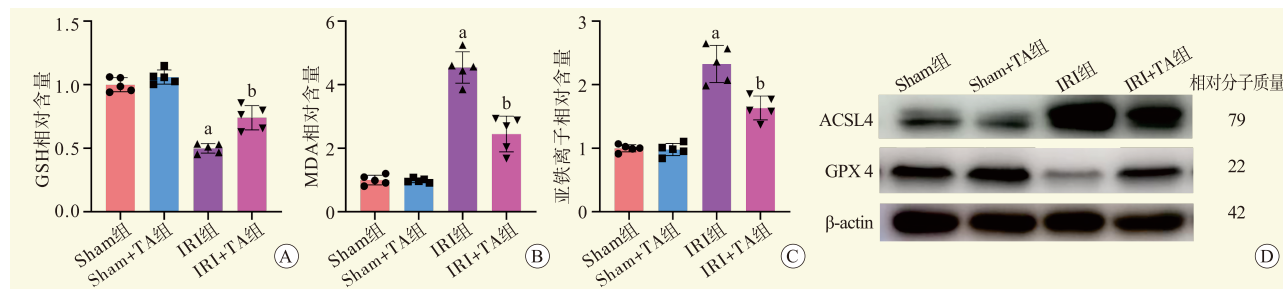 GSH相对含量
1.5
1.0
0.5
0.0
a
b
Sham组
Sham+TA组
IRI组
IRI+TA组
A
MDA相对含量
6
4
2
0
a
b
Sham组
Sham+TA组
IRI组
IRI+TA组
B
亚铁离子相对含量
3
2
1
0
a
b
Sham组
Sham+TA组
IRI组
IRI+TA组
C
Sham组
Sham+TA组
IRI组
IRI+TA组
相对分子质量
ACSL4
79
GPX 4
22
β-actin
42
D